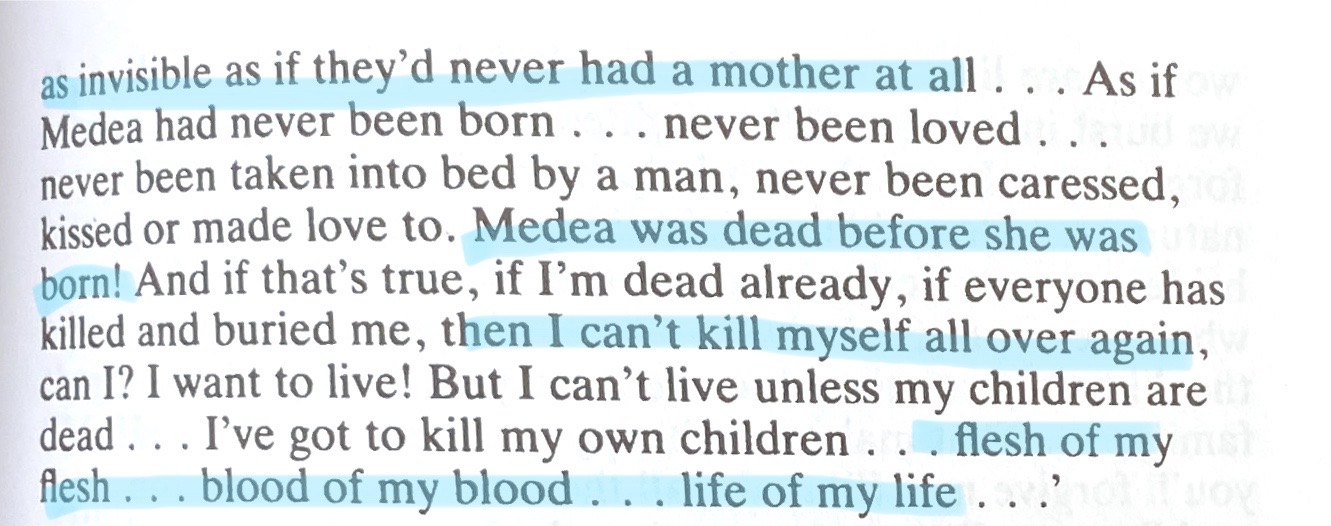 as invisible as if they’d never had a mother at all . . . As if
Medea had never been born . . . never been loved . . .
never been taken into bed by a man, never been caressed,
kissed or made love to. Medea was dead before she was
born! And if that’s true, if I’m dead already, if everyone has
killed and buried me, then I can’t kill myself all over again,
can I? I want to live! But I can’t live unless my children are
dead . . . I’ve got to kill my own children . . . flesh of my
flesh . . . blood of my blood . . . life of my life . . .’